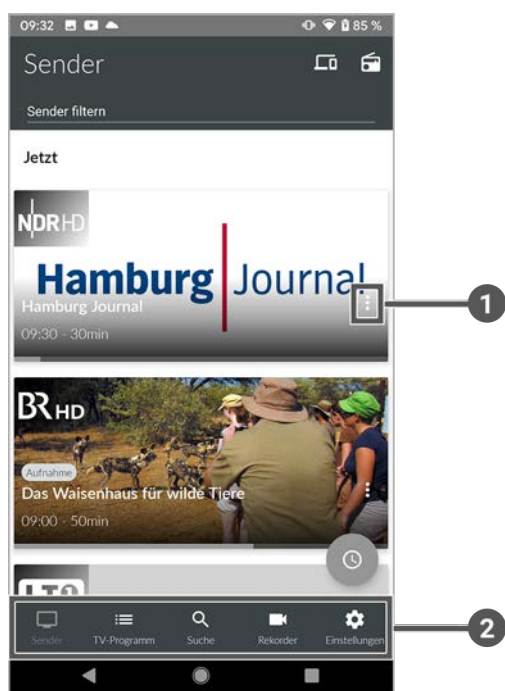 09:32
85 %
Sender
Sender filtern
Jetzt
NDR HD
Hamburg Journal
Hamburg Journal
09:30 - 30min
1
BR HD
Aufnahme
Das Waisenhaus für wilde Tiere
09:00 - 50min
LT1
Sender TV-Programm Suche Rekorder Einstellungen
2